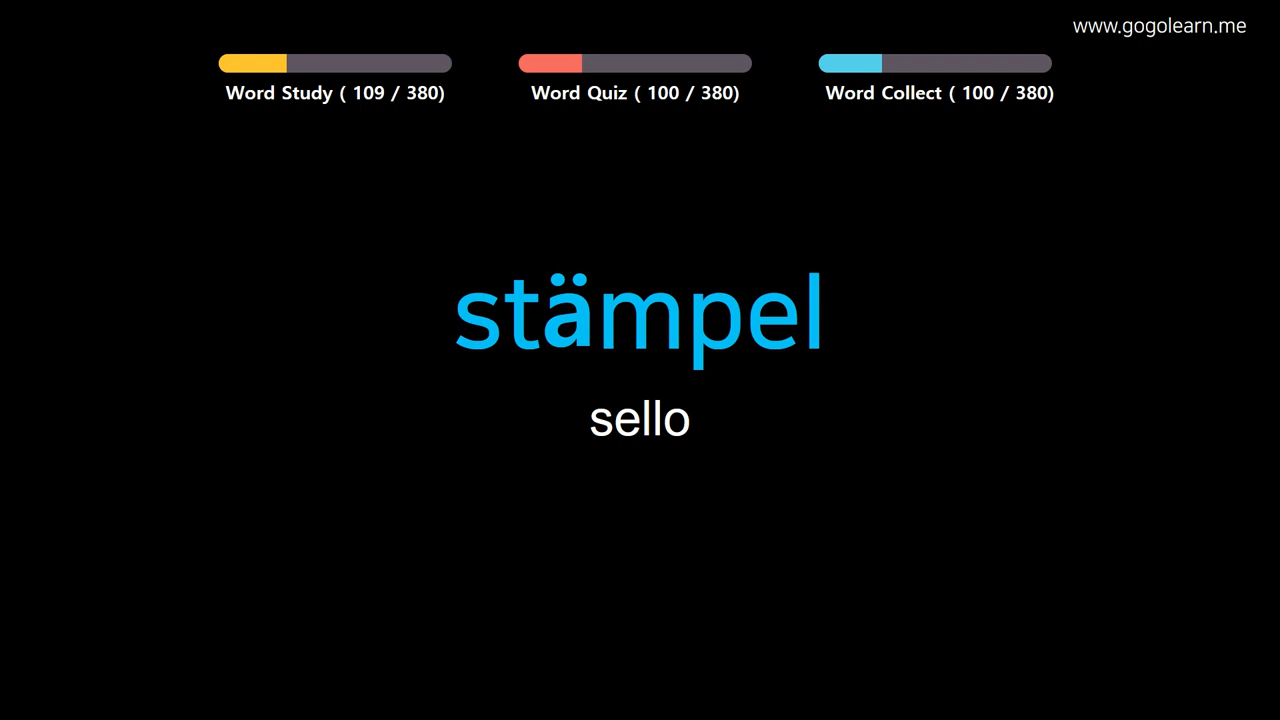 www.gogolearn.me
Word Study ( 109 / 380)
Word Quiz ( 100 / 380)
Word Collect ( 100 / 380)
stämpel
sello